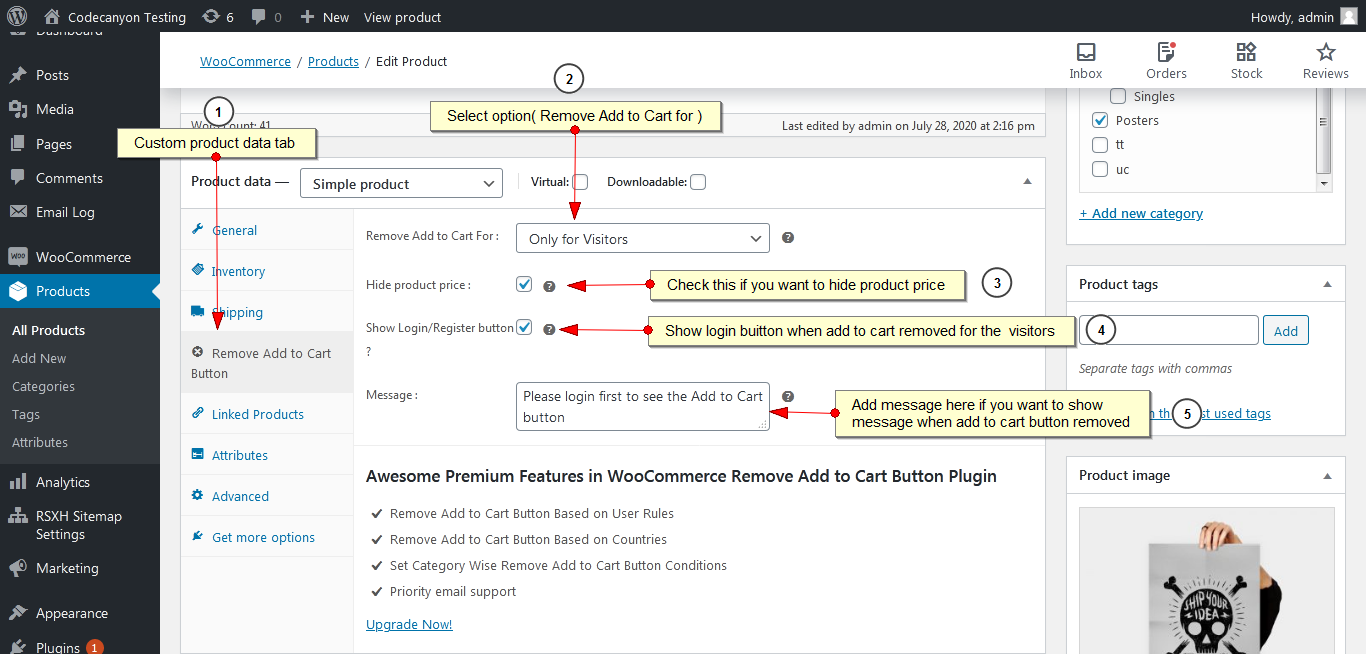 Codecanyon Testing
6
0
New
View product
Howdy, admin
Dashboard
Posts
Media
Pages
Comments
Email Log
WOO
WooCommerce
Products
All Products
Add New
Categories
Tags
Attributes
Analytics
RSXH Sitemap
Settings
Marketing
Appearance
Plugins 1
WooCommerce / Products / Edit Product
Inbox
Orders
Stock
Reviews
1
2
Word count: 41
Select option( Remove Add to Cart for )
Last edited by admin on July 28, 2020 at 2:16 pm
Custom product data tab
Product data —
Simple product
Virtual:
Downloadable:
General
Inventory
Shipping
Remove Add to Cart
Button
Linked Products
Attributes
Advanced
Get more options
Remove Add to Cart For :
Only for Visitors
Hide product price :
Check this if you want to hide product price
3
Show Login/Register button
?
Show login buitton when add to cart removed for the visitors
4
Message :
Please login first to see the Add to Cart
button
Add message here if you want to show
message when add to cart button removed
5
Awesome Premium Features in WooCommerce Remove Add to Cart Button Plugin
Remove Add to Cart Button Based on User Rules
Remove Add to Cart Button Based on Countries
Set Category Wise Remove Add to Cart Button Conditions
Priority email support
Upgrade Now!
Singles
Posters
tt
uc
+ Add new category
Product tags
Add
Separate tags with commas
used tags
Product image
SHIP YOUR
IDEA